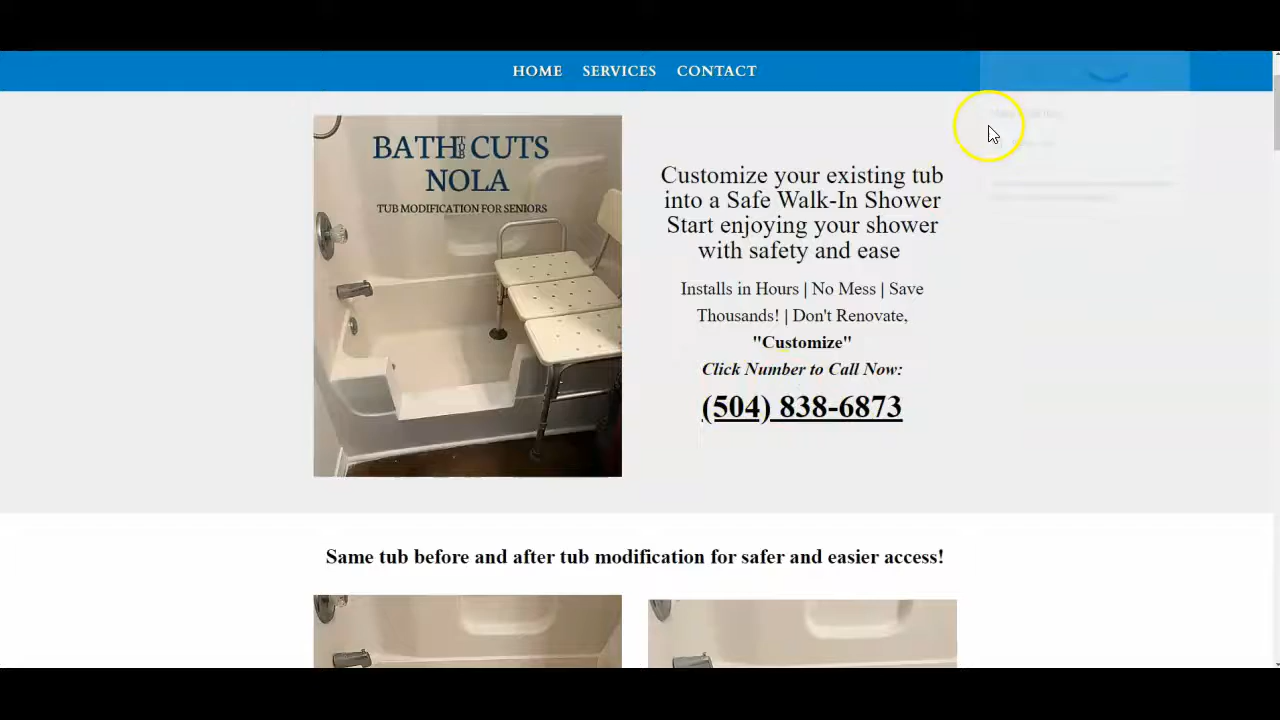 HOME SERVICES CONTACT
BATH CUTS
NOLA
TUB MODIFICATION FOR SENIORS
Customize your existing tub
into a Safe Walk-In Shower
Start enjoying your shower
with safety and ease
Installs in Hours | No Mess | Save
Thousands! | Don't Renovate,
"Customize"
Click Number to Call Now:
(504) 838-6873
Same tub before and after tub modification for safer and easier access!